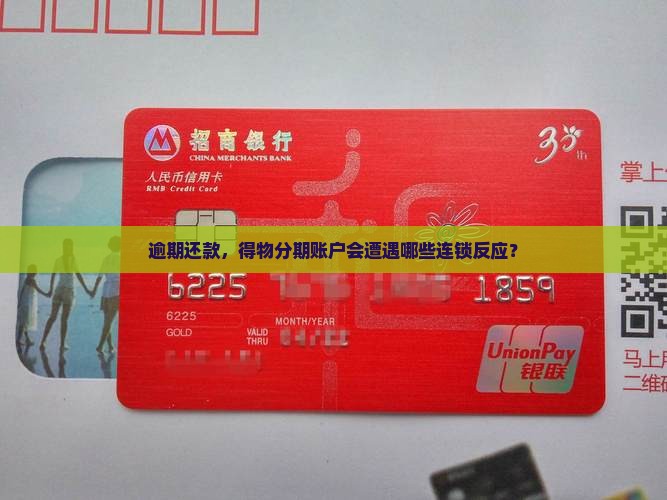 招商银行
CHINA MERCHANTS BANK
30th
人民币信用卡
RMB Credit Card
掌上
逾期还款，得物分期账户会遭遇哪些连锁反应？
6225 1859
6225
GOLD
VALID THRU
MONTH/YEAR
UnionPay
银联
马上用
二维码